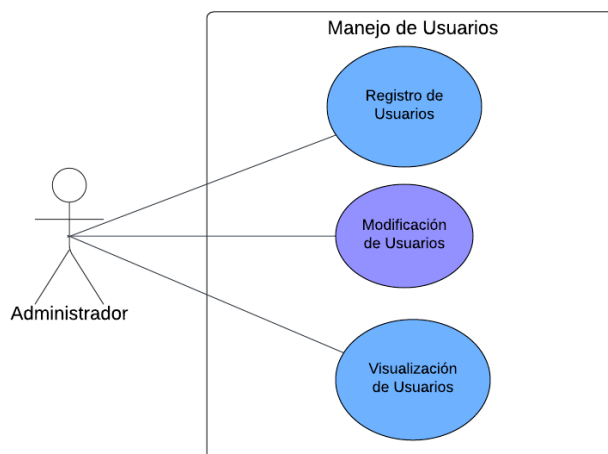 Manejo de Usuarios
Registro de
Usuarios
Modificación
de Usuarios
Administrador
Visualización
de Usuarios